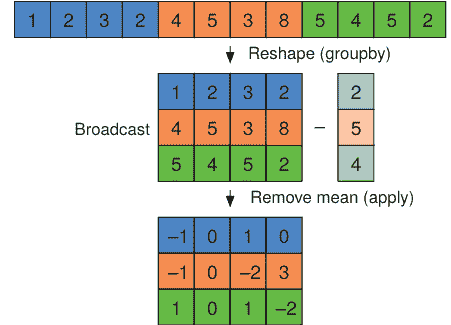 1 2 3 2 4 5 3 8 5 4 5 2
Reshape (groupby)
1 2 3 2 2
Broadcast 4 5 3 8 – 5
5 4 5 2 4
Remove mean (apply)
–1 0 1 0
–1 0 –2 3
1 0 1 –2